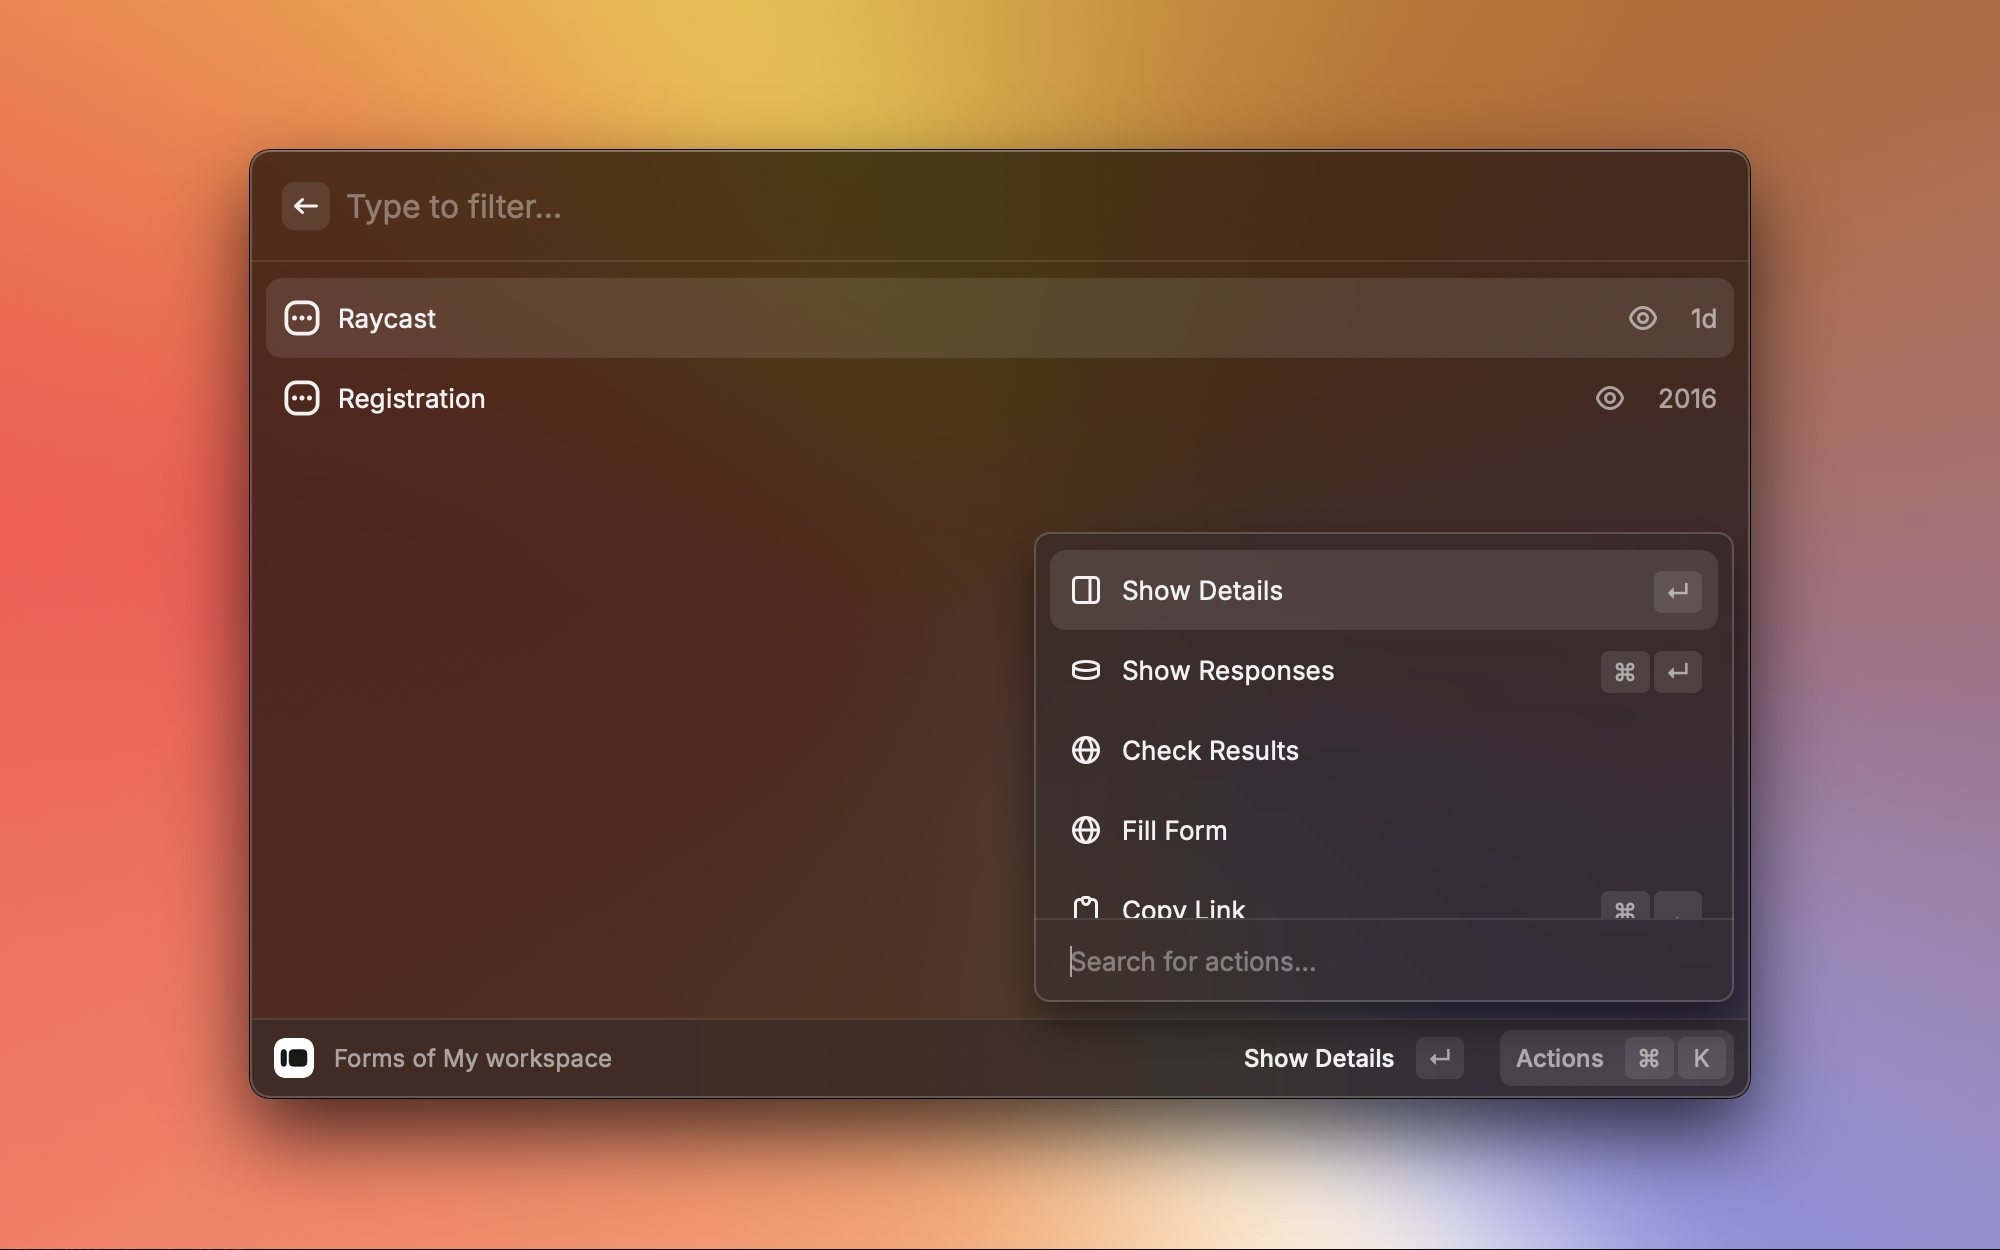 Type to filter...
Raycast 1d
Registration 2016
Show Details ↵
Show Responses ⌘ ↵
Check Results
Fill Form
Copy Link ⌘
Search for actions...
Forms of My workspace Show Details ↵ Actions ⌘ K